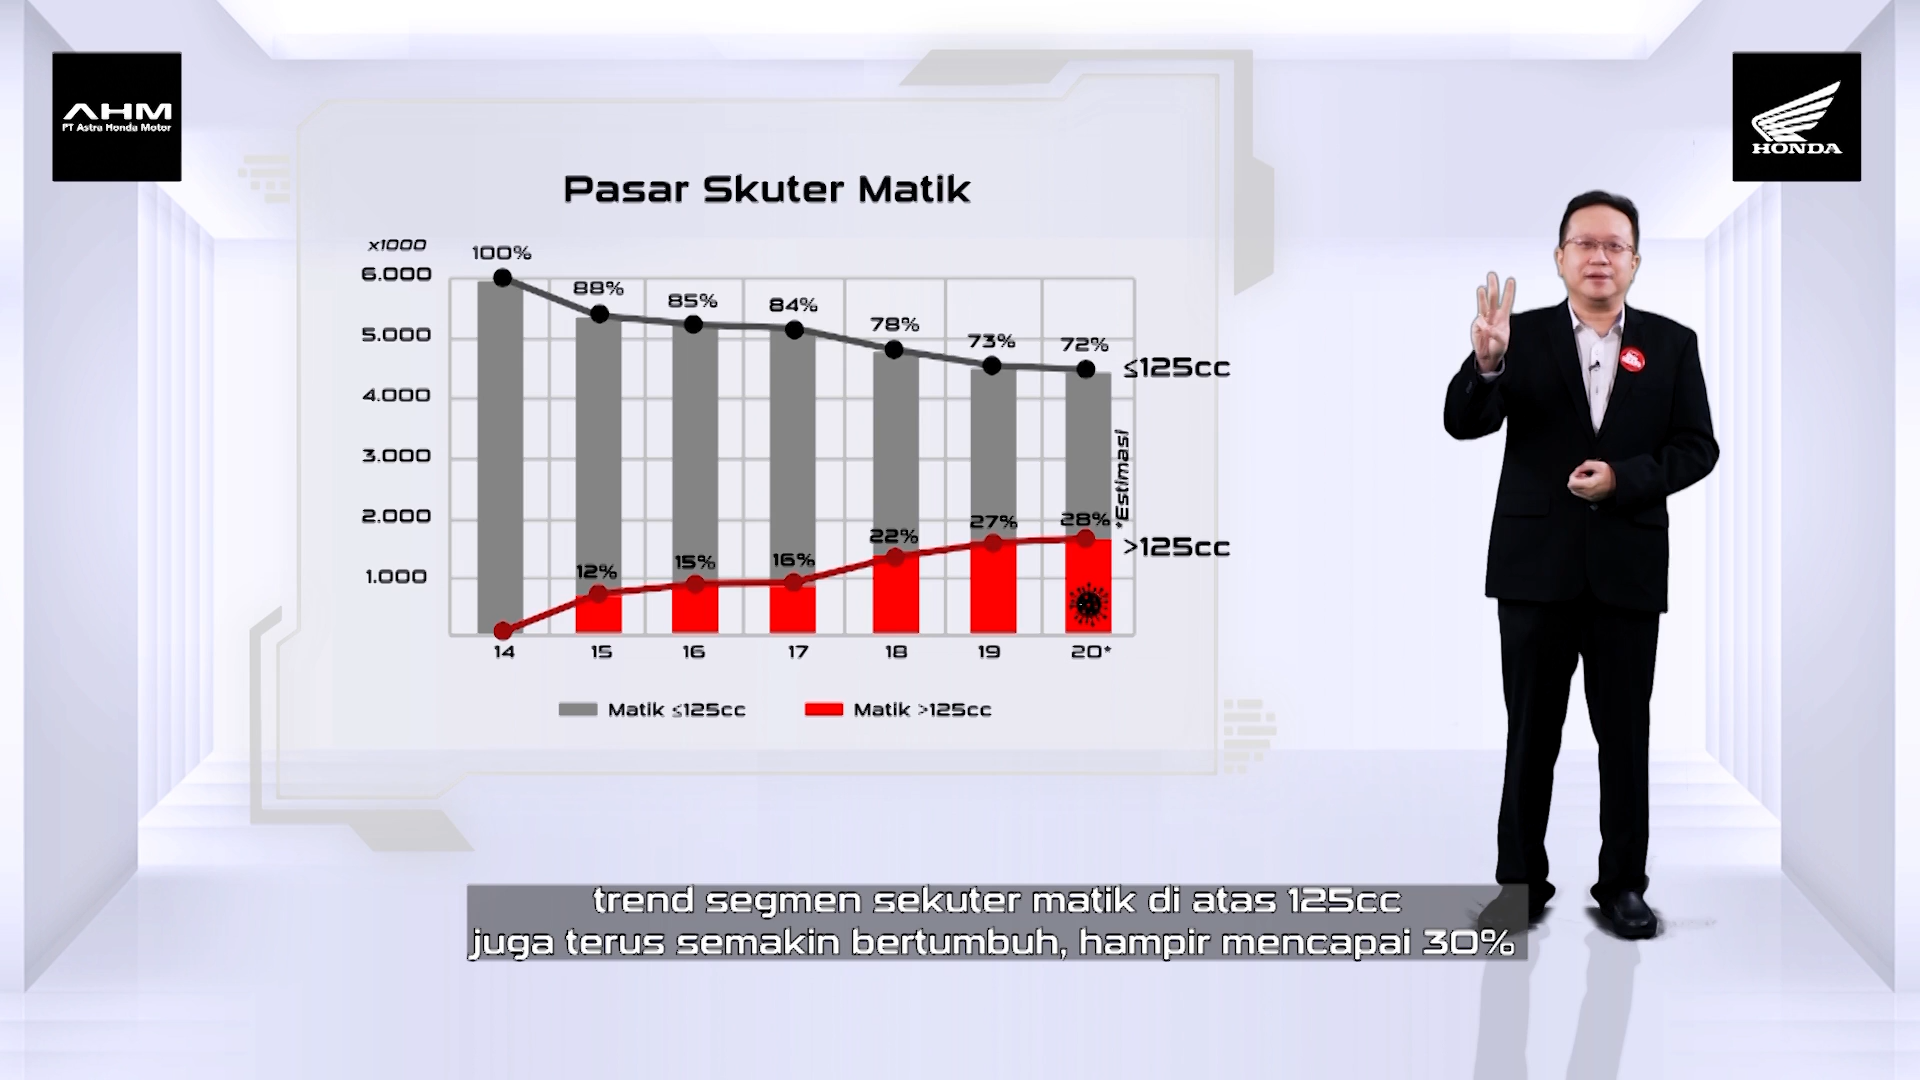 AHM
PT Astra Honda Motor
HONDA
Pasar Skuter Matik
x1000
6.000
5.000
4.000
3.000
2.000
1.000
100%
88%
85%
84%
78%
73%
72%
≤125cc
12%
15%
16%
22%
27%
28%
>125cc
*Estimasi
14
15
16
17
18
19
20*
Matik ≤125cc
Matik >125cc
trend segmen sekuter matik di atas 125cc
juga terus semakin bertumbuh, hampir mencapai 30%